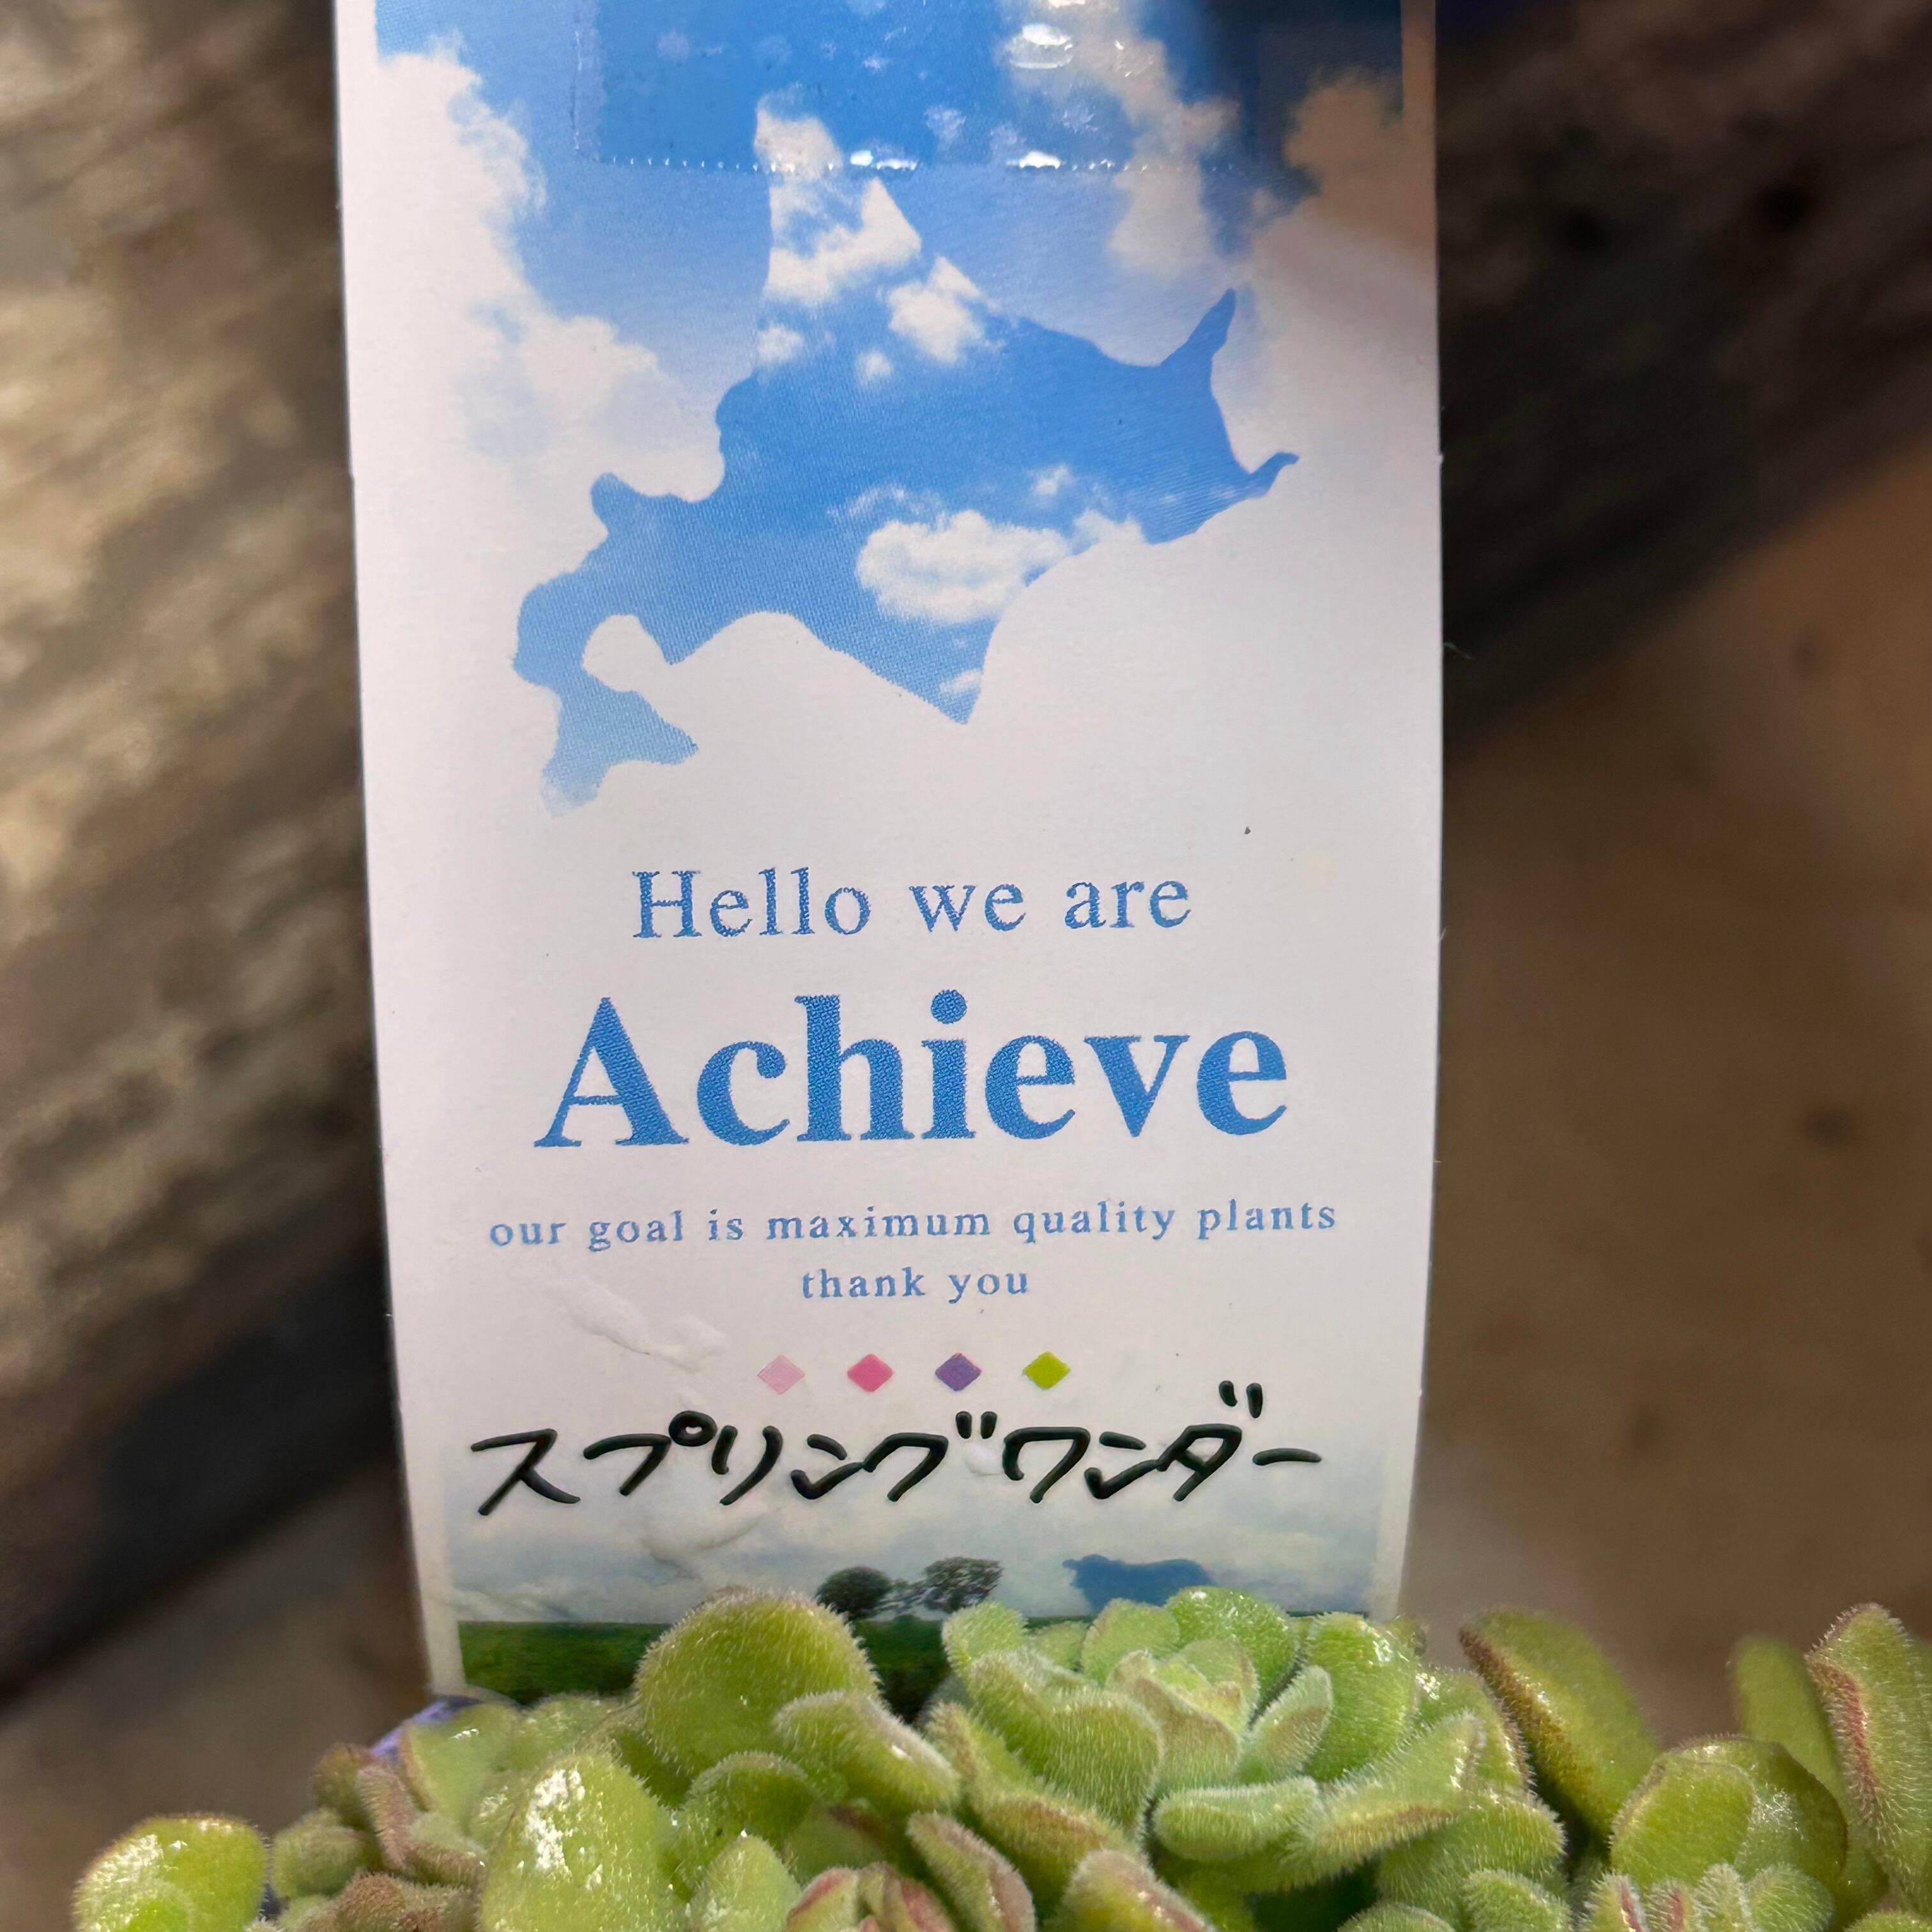 Hello we are
Achieve
our goal is maximum quality plants
thank you
スプリングワンダー